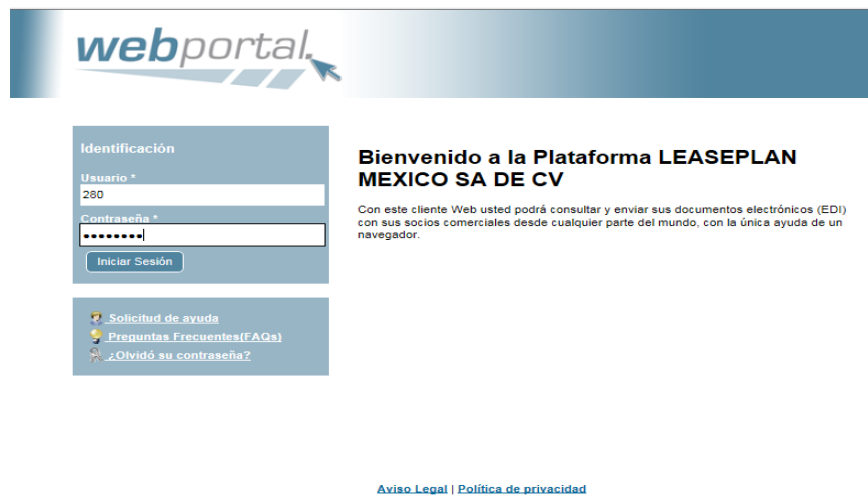 webportal.
Identificación
Usuario *
280
Contraseña *
••••••••
Iniciar Sesión
Solicitud de ayuda
Preguntas Frecuentes(FAQs)
¿Olvidó su contraseña?
Bienvenido a la Plataforma LEASEPLAN
MEXICO SA DE CV
Con este cliente Web usted podrá consultar y enviar sus documentos electrónicos (EDI)
con sus socios comerciales desde cualquier parte del mundo, con la única ayuda de un
navegador.
Aviso Legal | Política de privacidad